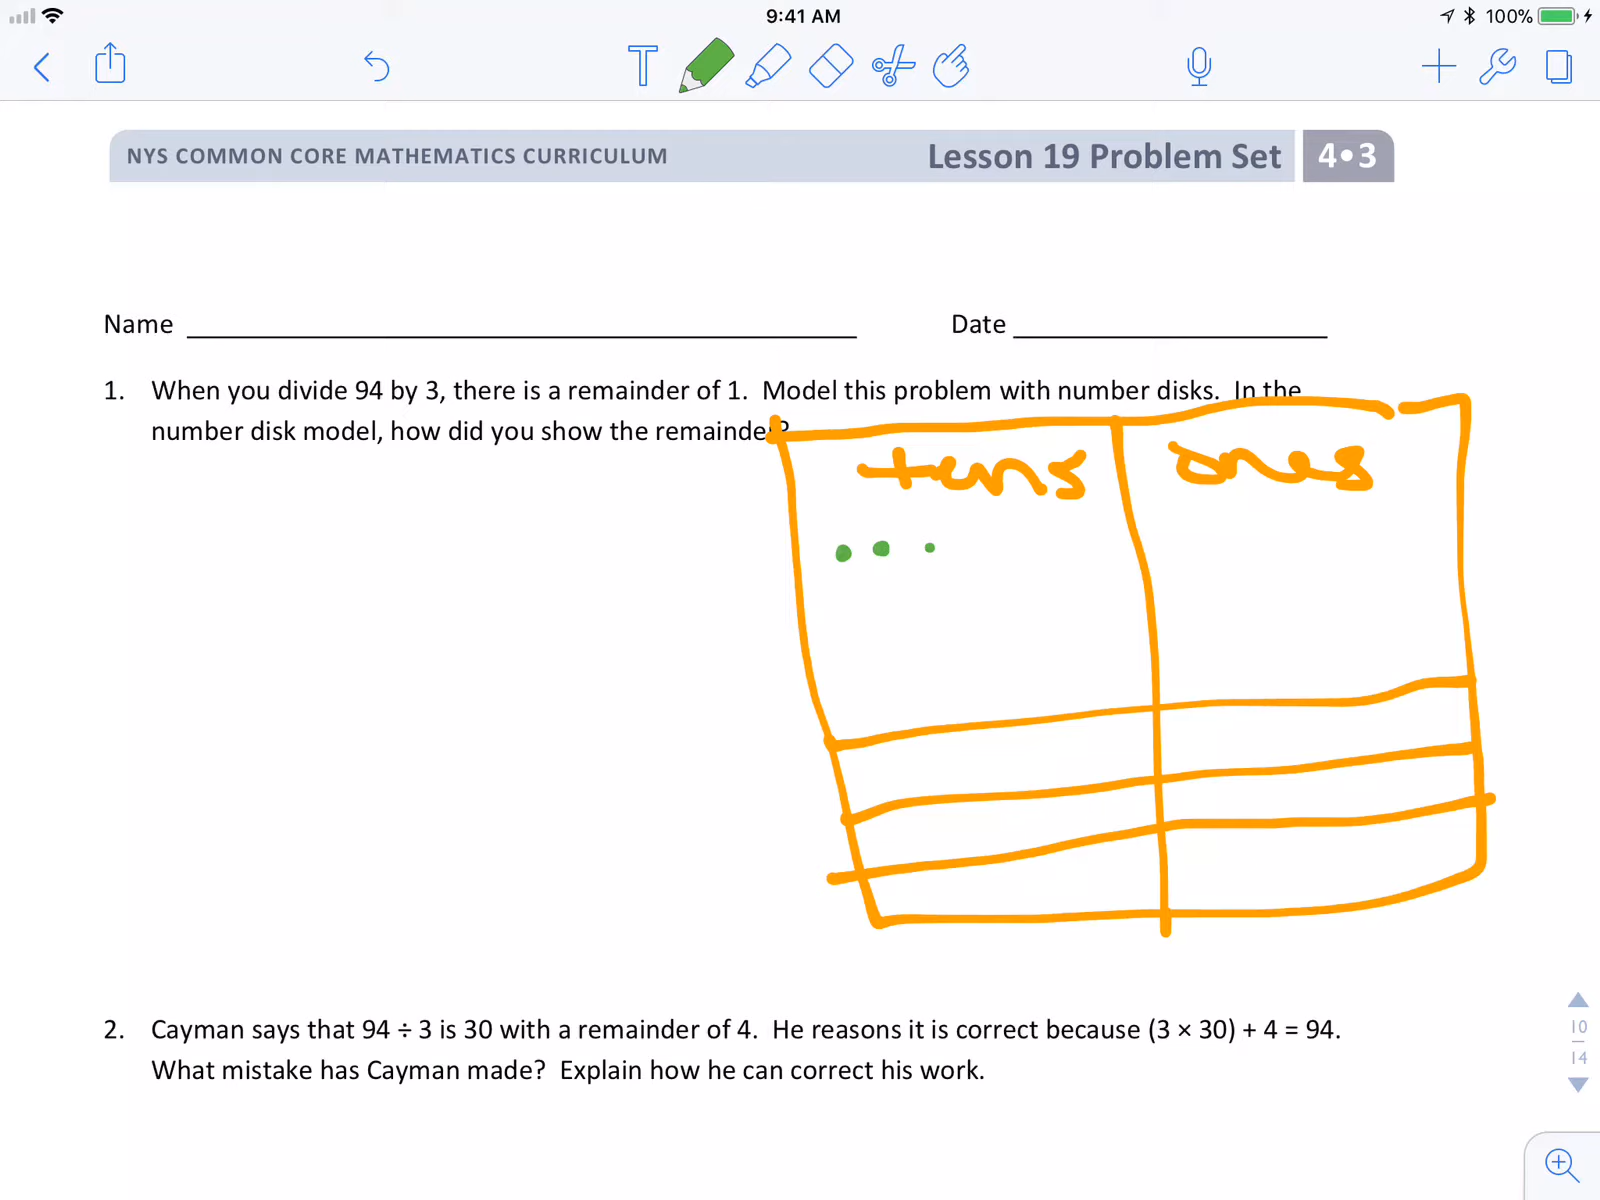 9:41 AM
100%
T
NYS COMMON CORE MATHEMATICS CURRICULUM Lesson 19 Problem Set 4•3
Name Date
1. When you divide 94 by 3, there is a remainder of 1. Model this problem with number disks. In the
number disk model, how did you show the remainder?
tens ones
2. Cayman says that 94 ÷ 3 is 30 with a remainder of 4. He reasons it is correct because (3 × 30) + 4 = 94.
What mistake has Cayman made? Explain how he can correct his work.
10
14